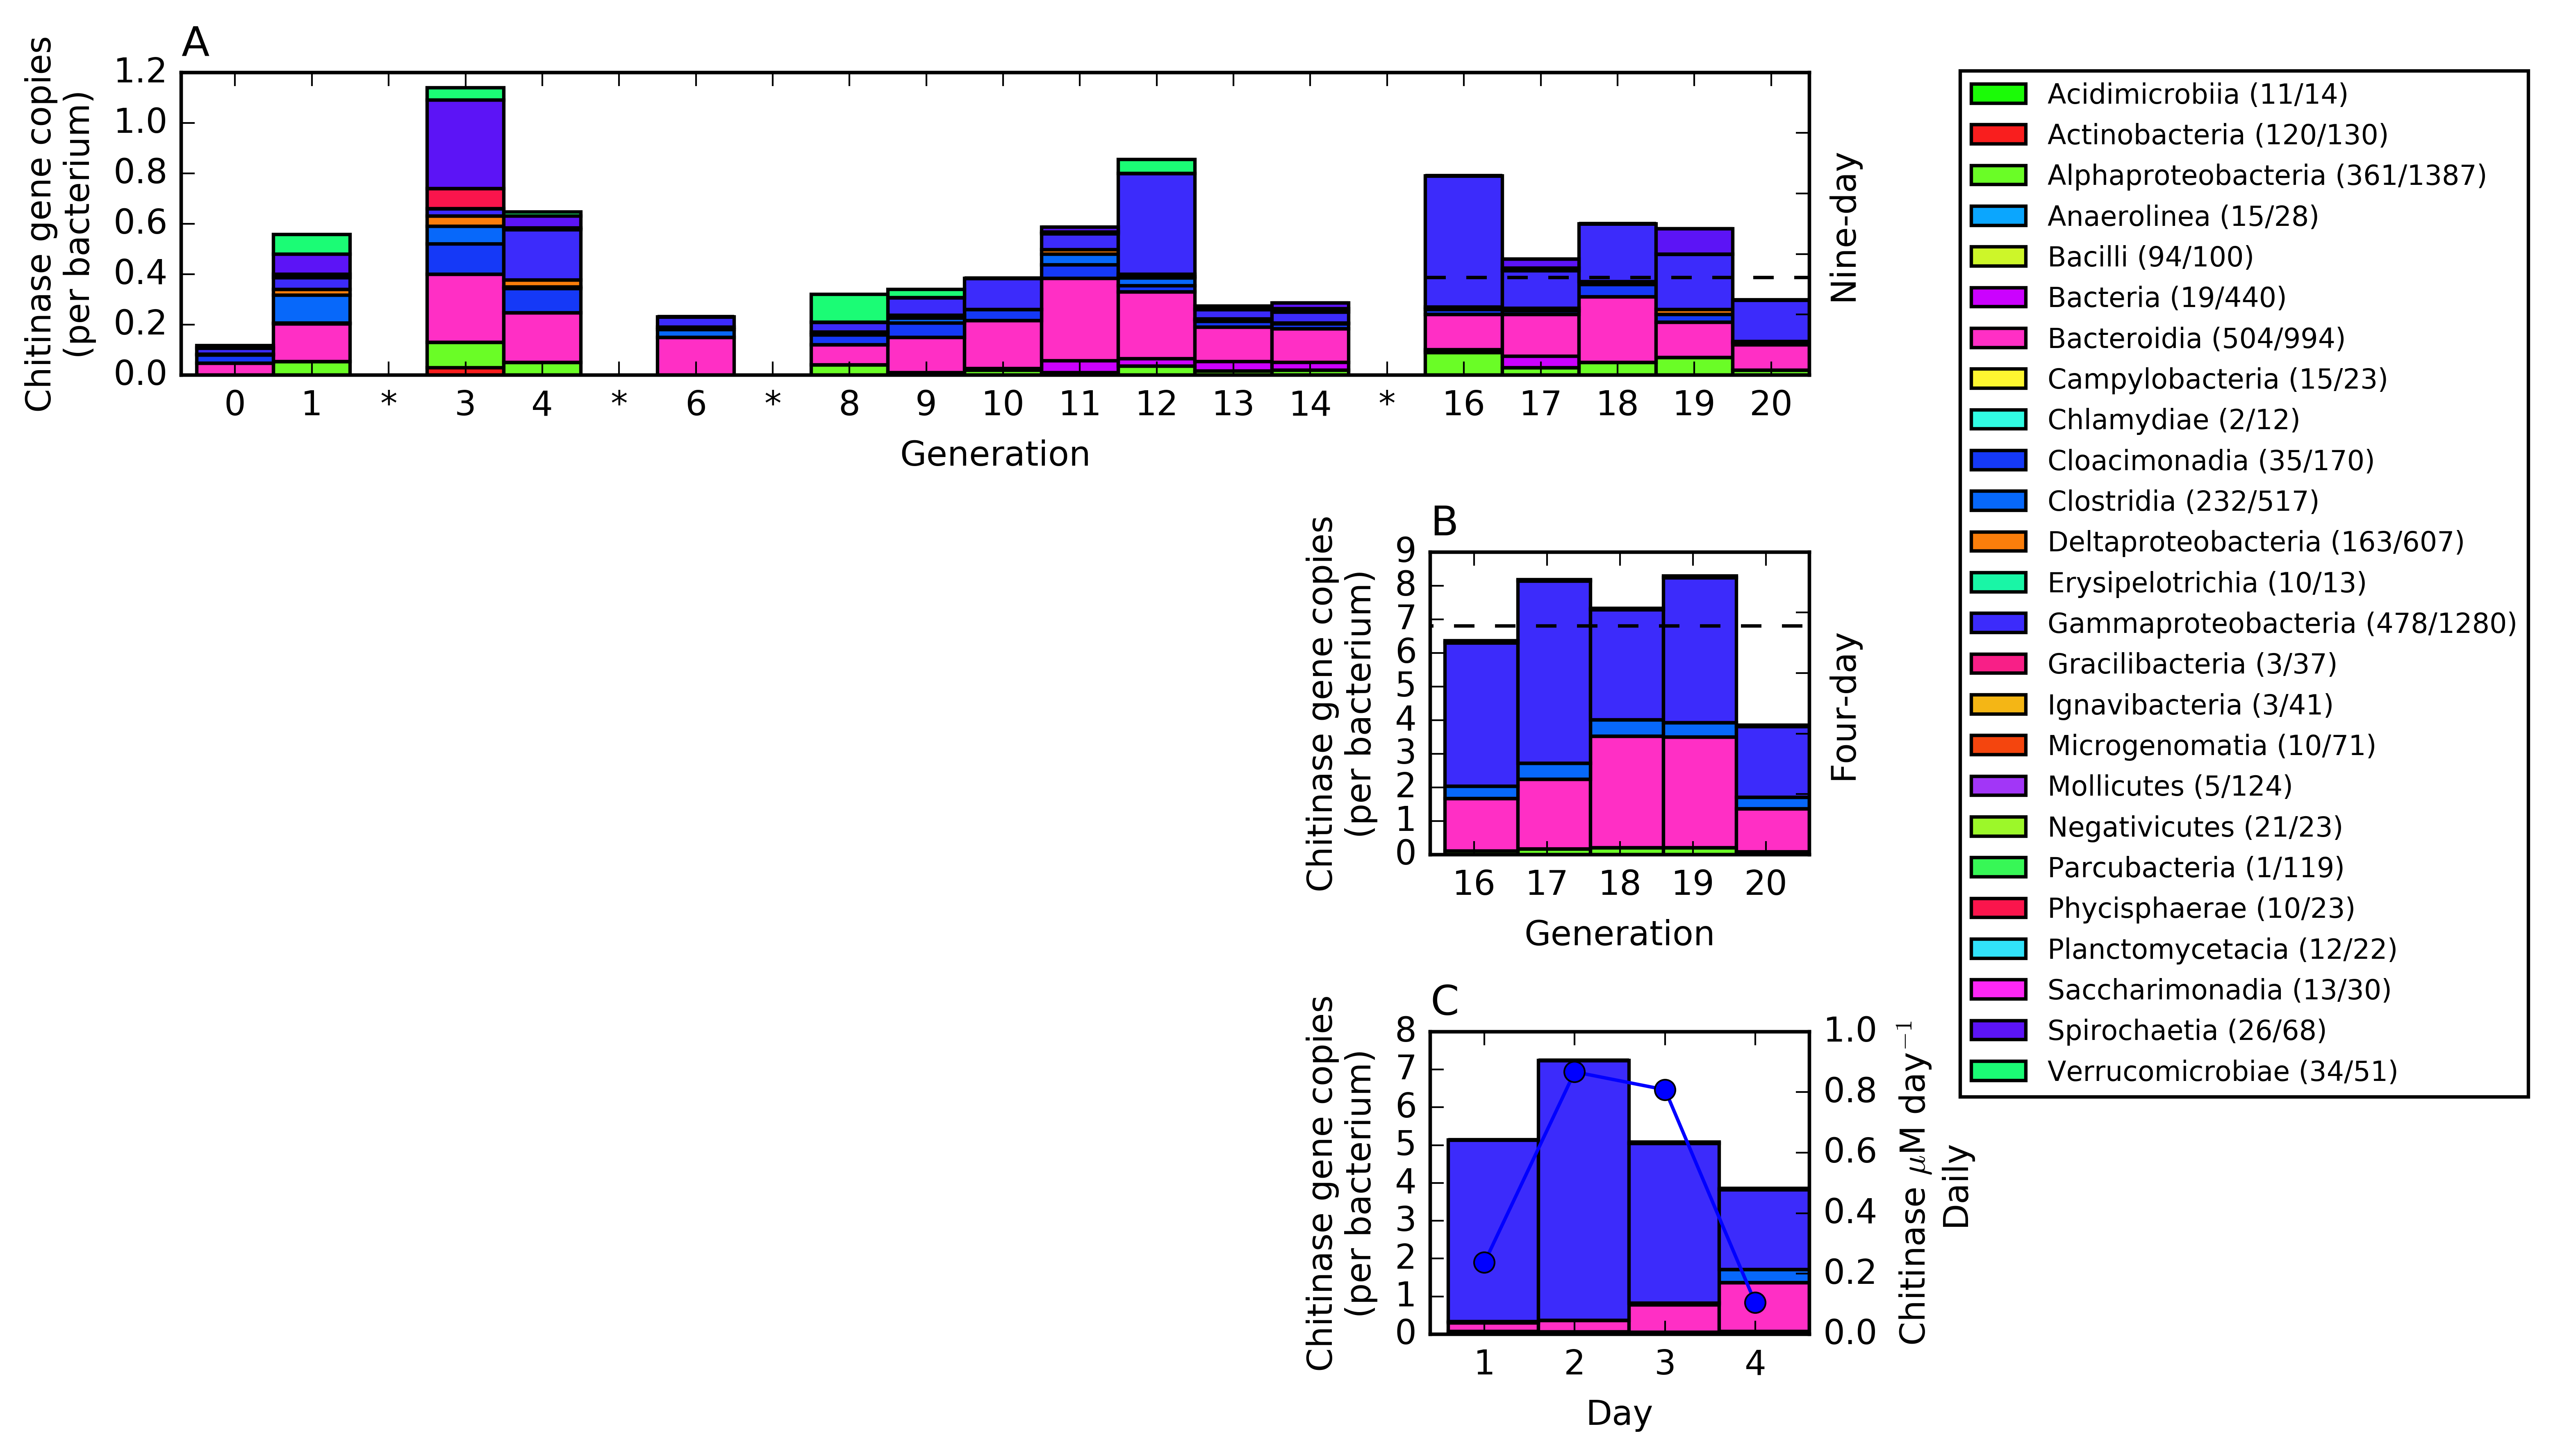 A
Chitinase gene copies
(per bacterium)
1.2
1.0
0.8
0.6
0.4
0.2
0.0
0 1 * 3 4 * 6 * 8 9 10 11 12 13 14 * 16 17 18 19 20
Generation
Nine-day
B
Chitinase gene copies
(per bacterium)
9
8
7
6
5
4
3
2
1
0
16 17 18 19 20
Generation
Four-day
C
Chitinase gene copies
(per bacterium)
8
7
6
5
4
3
2
1
0
1 2 3 4
Day
1.0
0.8
0.6
0.4
0.2
0.0
Chitinase μM day⁻¹
Daily
Acidimicrobiia (11/14)
Actinobacteria (120/130)
Alphaproteobacteria (361/1387)
Anaerolinea (15/28)
Bacilli (94/100)
Bacteria (19/440)
Bacteroidia (504/994)
Campylobacteria (15/23)
Chlamydiae (2/12)
Cloacimonadia (35/170)
Clostridia (232/517)
Deltaproteobacteria (163/607)
Erysipelotrichia (10/13)
Gammaproteobacteria (478/1280)
Gracilibacteria (3/37)
Ignavibacteria (3/41)
Microgenomatia (10/71)
Mollicutes (5/124)
Negativicutes (21/23)
Parcubacteria (1/119)
Phycisphaerae (10/23)
Planctomycetacia (12/22)
Saccharimonadia (13/30)
Spirochaetia (26/68)
Verrucomicrobiae (34/51)